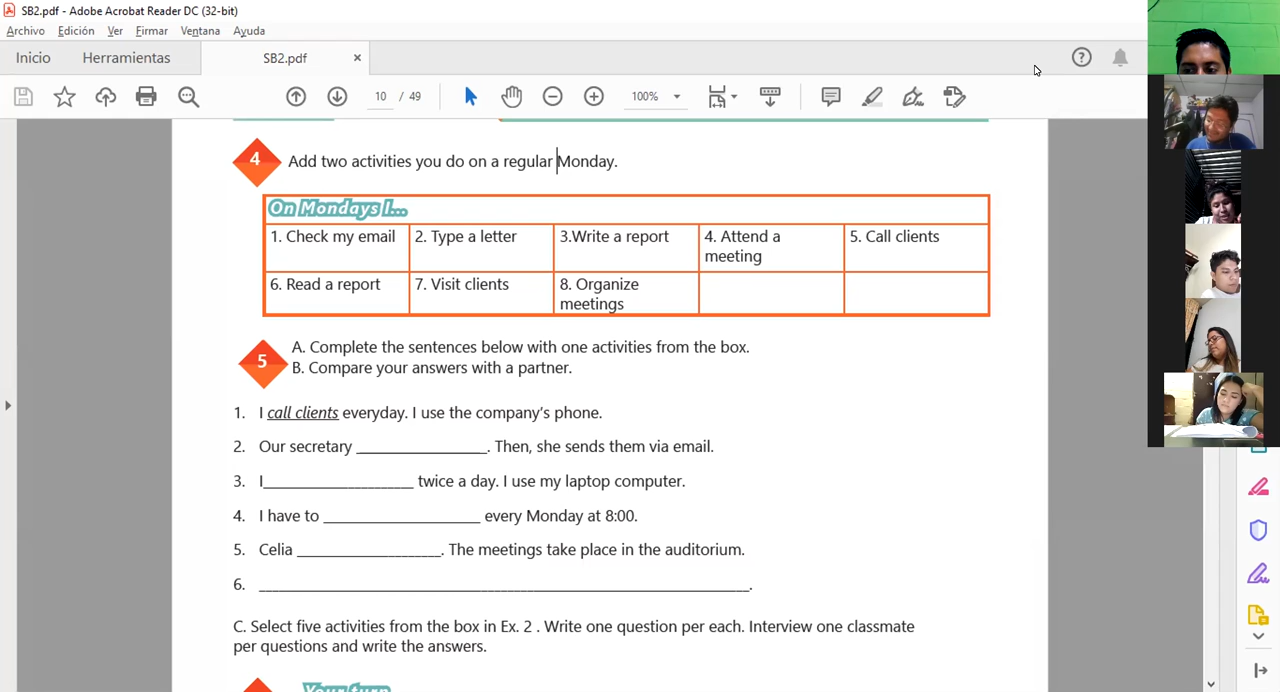 SB2.pdf - Adobe Acrobat Reader DC (32-bit)
Archivo Edición Ver Firmar Ventana Ayuda
Inicio Herramientas SB2.pdf ×
10 / 49 100%
4 Add two activities you do on a regular Monday.
On Mondays I...
1. Check my email 2. Type a letter 3.Write a report 4. Attend a meeting 5. Call clients
6. Read a report 7. Visit clients 8. Organize meetings
5 A. Complete the sentences below with one activities from the box.
B. Compare your answers with a partner.
1. I call clients everyday. I use the company's phone.
2. Our secretary _______________. Then, she sends them via email.
3. I__________________ twice a day. I use my laptop computer.
4. I have to __________________ every Monday at 8:00.
5. Celia _________________. The meetings take place in the auditorium.
6. _________________________________________________________.
C. Select five activities from the box in Ex. 2 . Write one question per each. Interview one classmate
per questions and write the answers.
Your turn